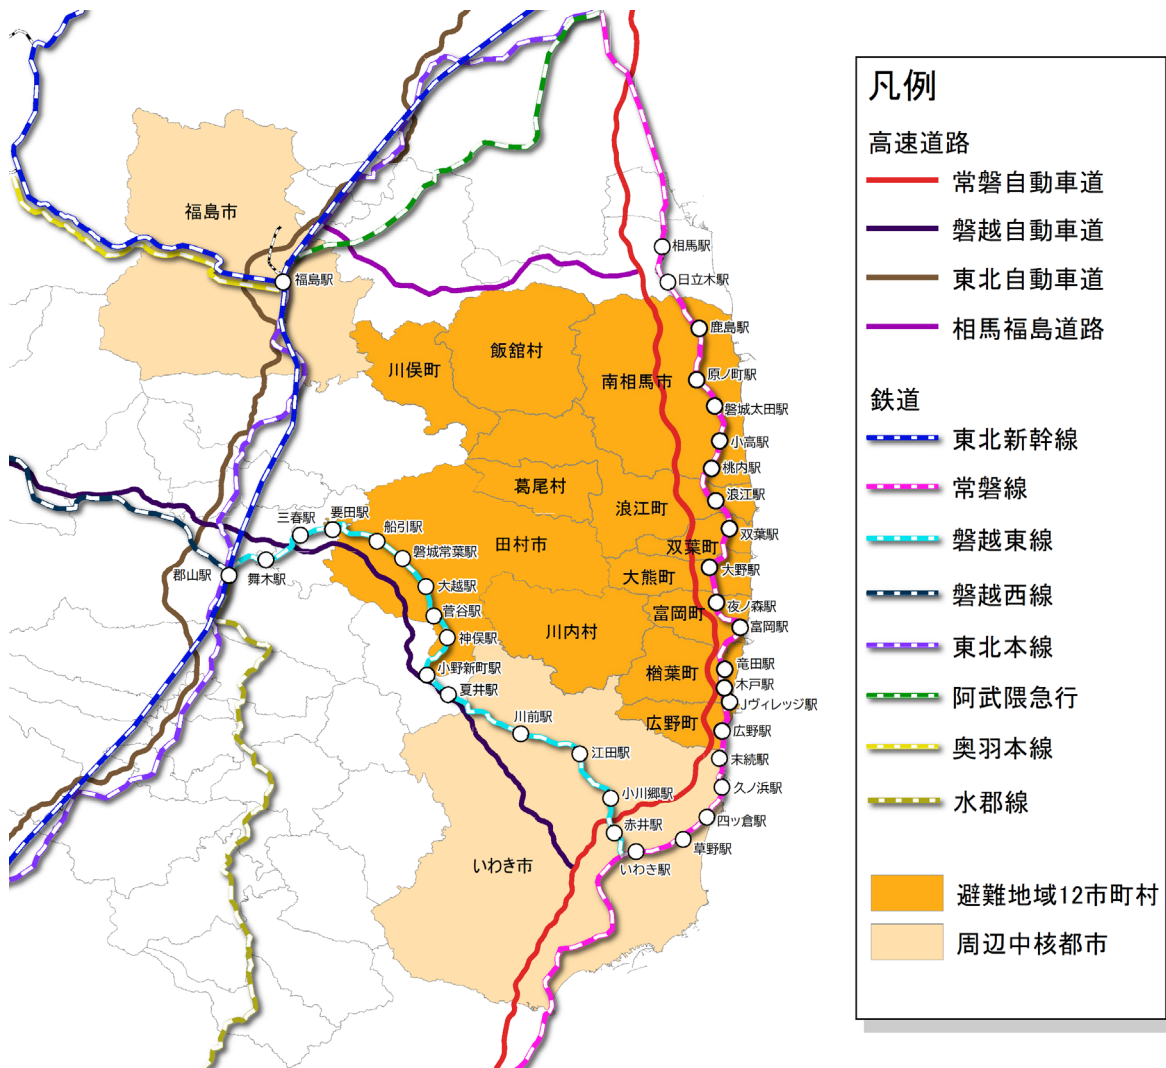 凡例
高速道路
常磐自動車道
磐越自動車道
東北自動車道
相馬福島道路
鉄道
東北新幹線
常磐線
磐越東線
磐越西線
東北本線
阿武隈急行
奥羽本線
水郡線
避難地域12市町村
周辺中核都市
福島市
福島駅
相馬駅
日立木駅
鹿島駅
飯舘村
川俣町
南相馬市
原ノ町駅
磐城太田駅
小高駅
桃内駅
葛尾村
浪江町
浪江駅
三春駅
要田駅
船引駅
田村市
双葉駅
双葉町
磐城常葉駅
大野駅
大熊町
郡山駅
舞木駅
大越駅
菅谷駅
夜ノ森駅
富岡町
富岡駅
神俣駅
川内村
小野新町駅
夏井駅
楢葉町
竜田駅
木戸駅
Jヴィレッジ駅
広野町
広野駅
川前駅
江田駅
末続駅
久ノ浜駅
小川郷駅
四ッ倉駅
赤井駅
草野駅
いわき駅
いわき市